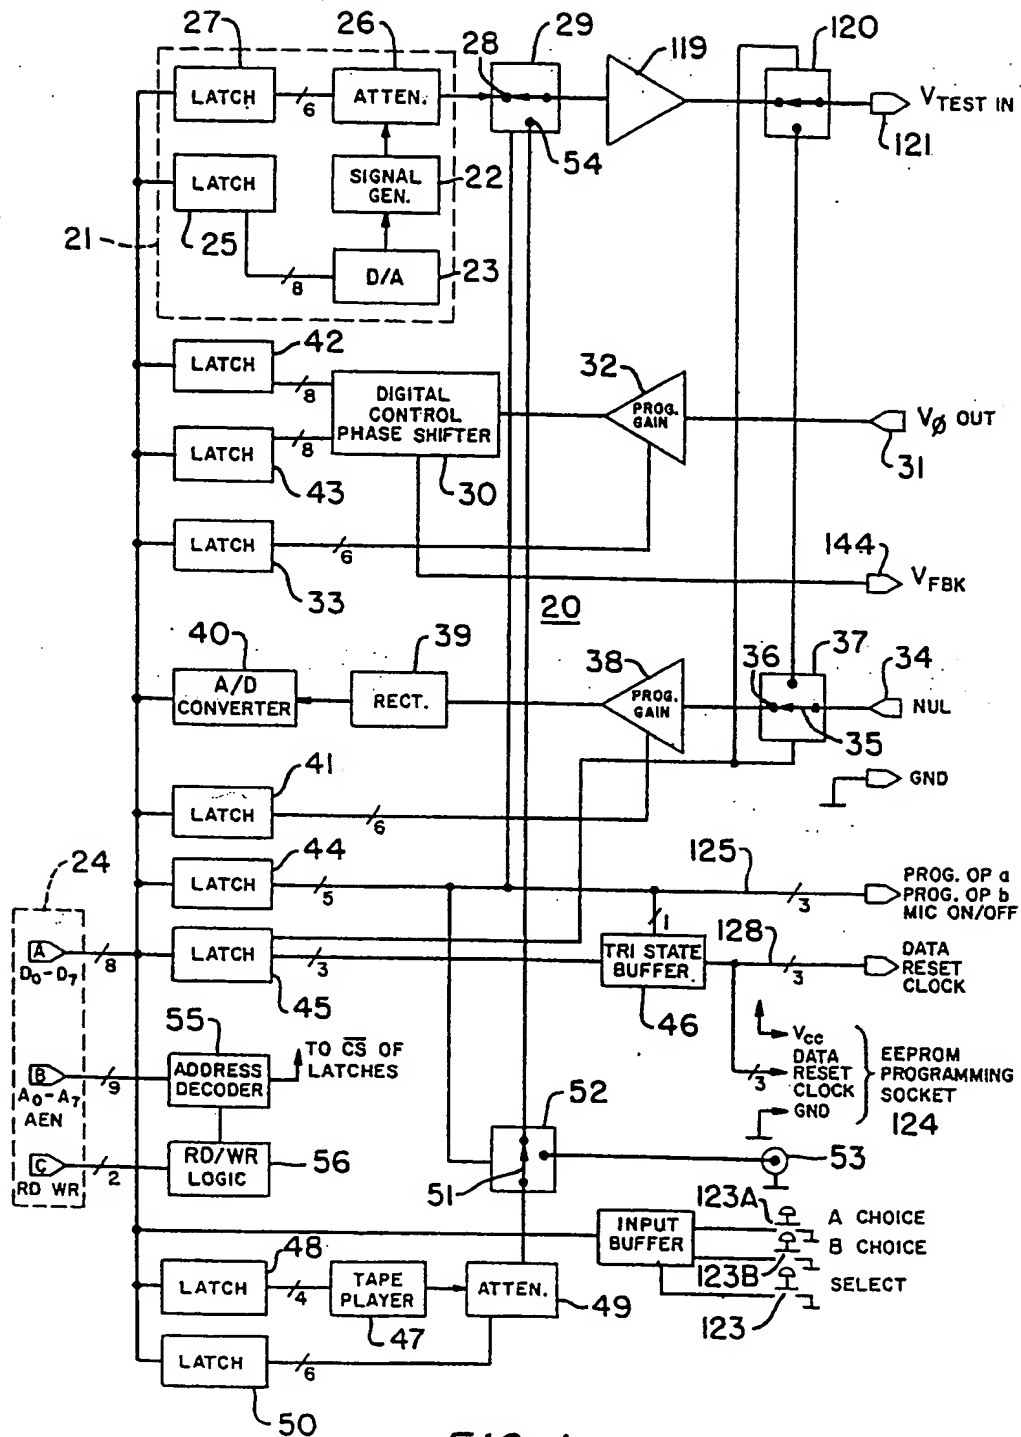 27
26
28
29
119
120
LATCH
6
ATTEN.
V TEST IN
54
121
LATCH
SIGNAL GEN.
22
21
25
8
D/A
23
LATCH
42
8
DIGITAL CONTROL PHASE SHIFTER
32
PROG. GAIN
VØ OUT
31
LATCH
43
8
30
LATCH
33
6
144
V FBK
20
40
39
38
36
37
34
A/D CONVERTER
RECT.
PROG. GAIN
NUL
35
LATCH
41
6
GND
24
LATCH
44
5
125
3
PROG. OP a
PROG. OP b
MIC ON/OFF
1
A
D0-D7
8
LATCH
45
3
TRI STATE BUFFER
46
128
3
DATA
RESET
CLOCK
55
TO C̅S̅ OF LATCHES
B
A0-A7
AEN
9
ADDRESS DECODER
Vcc
DATA
RESET
CLOCK
3
GND
EEPROM
PROGRAMMING
SOCKET
124
52
C
RD WR
2
RD/WR LOGIC
56
51
53
123A
A CHOICE
INPUT BUFFER
B CHOICE
123B
SELECT
123
48
LATCH
4
TAPE PLAYER
47
ATTEN.
49
LATCH
6
50